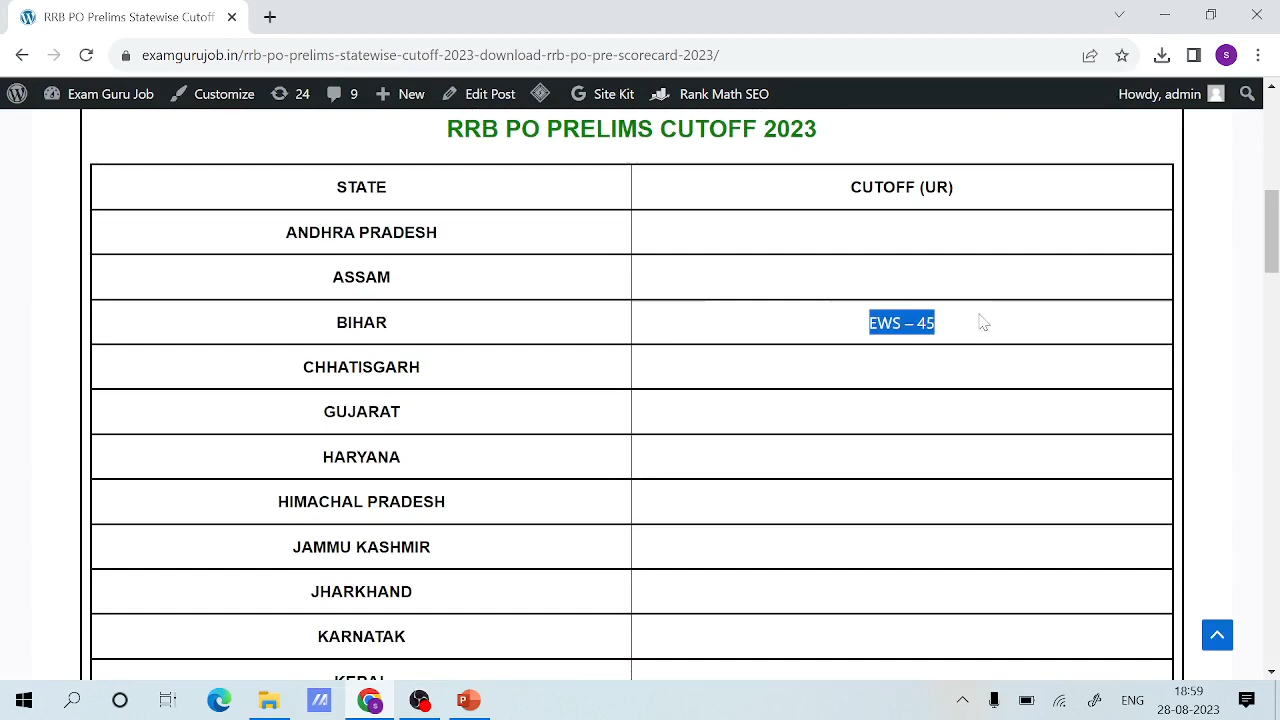 RRB PO Prelims Statewise Cutoff
examgurujob.in/rrb-po-prelims-statewise-cutoff-2023-download-rrb-po-pre-scorecard-2023/
S
Exam Guru Job Customize 24 9 New Edit Post Site Kit Rank Math SEO Howdy, admin
RRB PO PRELIMS CUTOFF 2023
STATE CUTOFF (UR)
ANDHRA PRADESH
ASSAM
BIHAR EWS – 45
CHHATISGARH
GUJARAT
HARYANA
HIMACHAL PRADESH
JAMMU KASHMIR
JHARKHAND
KARNATAK
ENG 18:59
28-08-2023